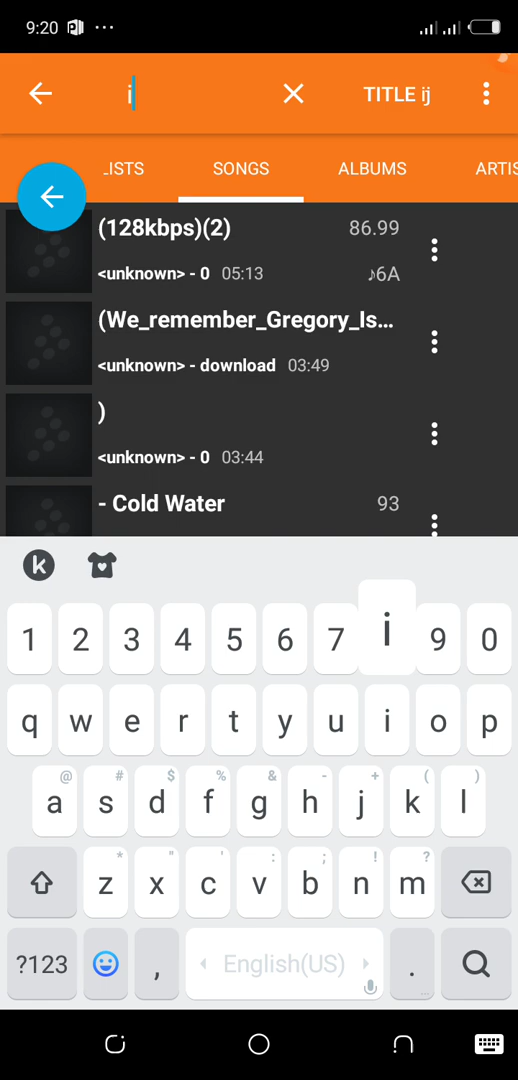 9:20
i
TITLE ij
LISTS SONGS ALBUMS ARTIS
(128kbps)(2) 86.99
<unknown> - 0 05:13 ♪6A
(We_remember_Gregory_Is...
<unknown> - download 03:49
)
<unknown> - 0 03:44
- Cold Water 93
k
1 2 3 4 5 6 7 i 9 0
q w e r t y u i o p
@ # $ % & - + ( )
a s d f g h j k l
* " ' : ; ! ?
z x c v b n m
?123 , English(US) .